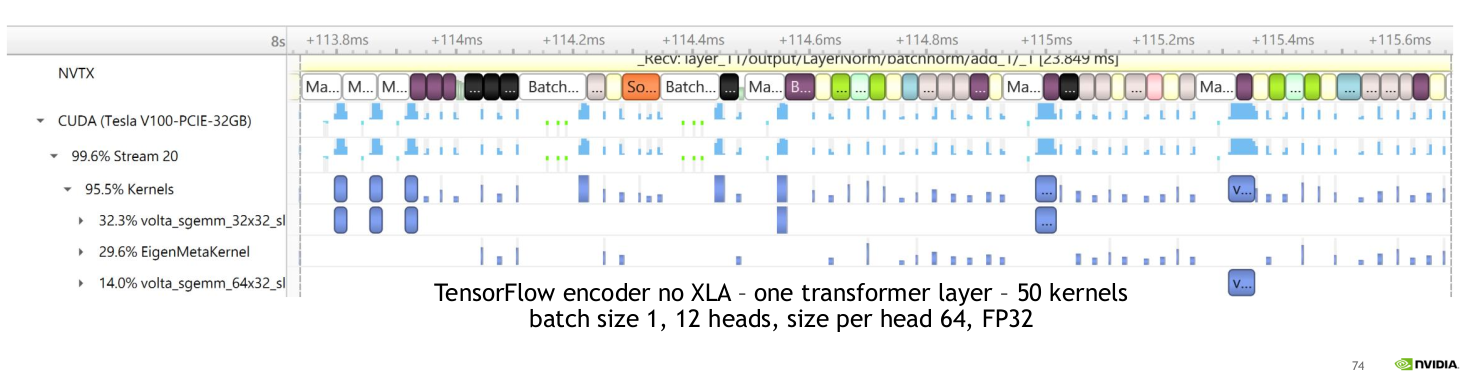 8s +113.8ms +114ms +114.2ms +114.4ms +114.6ms +114.8ms +115ms +115.2ms +115.4ms +115.6ms
NVTX
_Recv: layer_11/output/LayerNorm/batchnorm/add_1/_1 [23.849 ms]
Ma... M... M... ... ... ... Batch... ... So... Batch... ... Ma... B... ... ... ... ... Ma... ... ... ... Ma... ... ... ...
CUDA (Tesla V100-PCIE-32GB)
99.6% Stream 20
95.5% Kernels ... v...
32.3% volta_sgemm_32x32_sl ...
29.6% EigenMetaKernel
14.0% volta_sgemm_64x32_sl v...
TensorFlow encoder no XLA – one transformer layer – 50 kernels
batch size 1, 12 heads, size per head 64, FP32
74 NVIDIA.